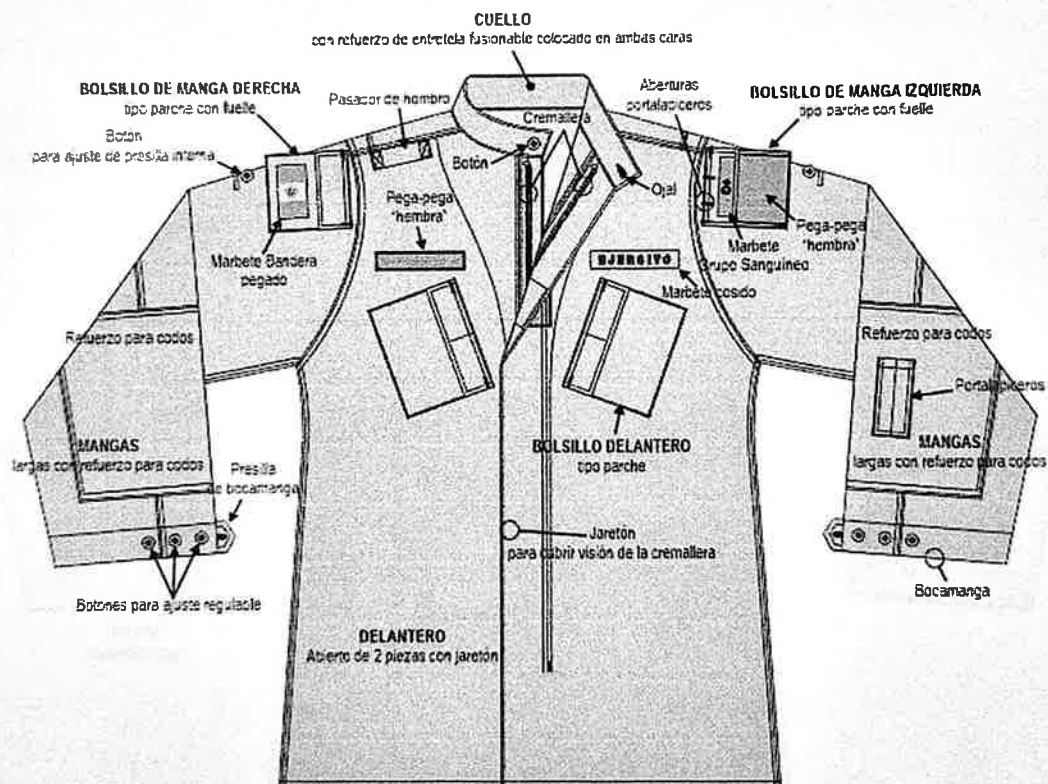 CUELLO
con refuerzo de entretela fusionable colocado en ambas caras
BOLSILLO DE MANGA DERECHA
tipo parche con fuelle
Pasador de hombro
Cremallera
Aberturas
portalapiceros
BOLSILLO DE MANGA IZQUIERDA
tipo parche con fuelle
Botón
para ajuste de presilla interna
Botón
Ojal
Pega-pega
"hembra"
Pega-pega
"hembra"
Marbete Bandera
pegado
EJERCITO
Marbete
Grupo Sanguíneo
Marbete cosido
Refuerzo para codos
Refuerzo para codos
Portalapiceros
MANGAS
largas con refuerzo para codos
Presilla
de bocamanga
BOLSILLO DELANTERO
tipo parche
MANGAS
largas con refuerzo para codos
Jaretón
para cubrir visión de la cremallera
Botones para ajuste regulable
Bocamanga
DELANTERO
Abierto de 2 piezas con jaretón